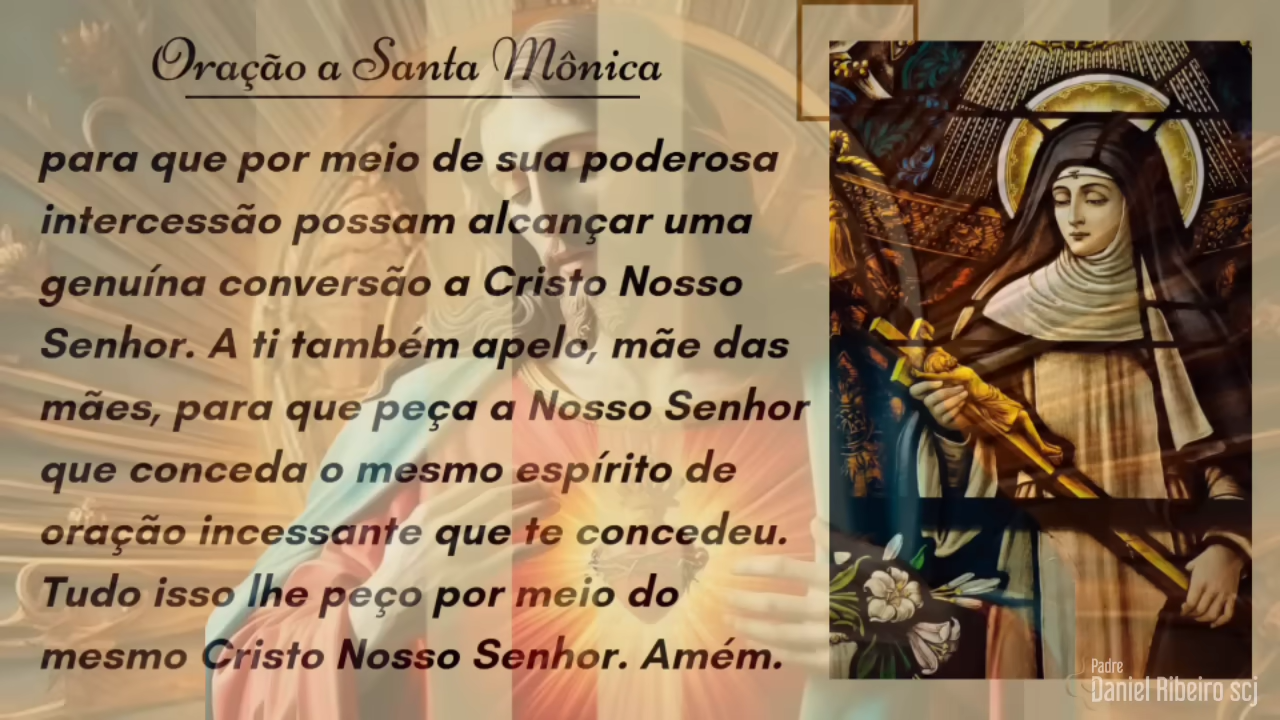 Oração a Santa Mônica
para que por meio de sua poderosa
intercessão possam alcançar uma
genuína conversão a Cristo Nosso
Senhor. A ti também apelo, mãe das
mães, para que peça a Nosso Senhor
que conceda o mesmo espírito de
oração incessante que te concedeu.
Tudo isso lhe peço por meio do
mesmo Cristo Nosso Senhor. Amém.
Padre
Daniel Ribeiro scj